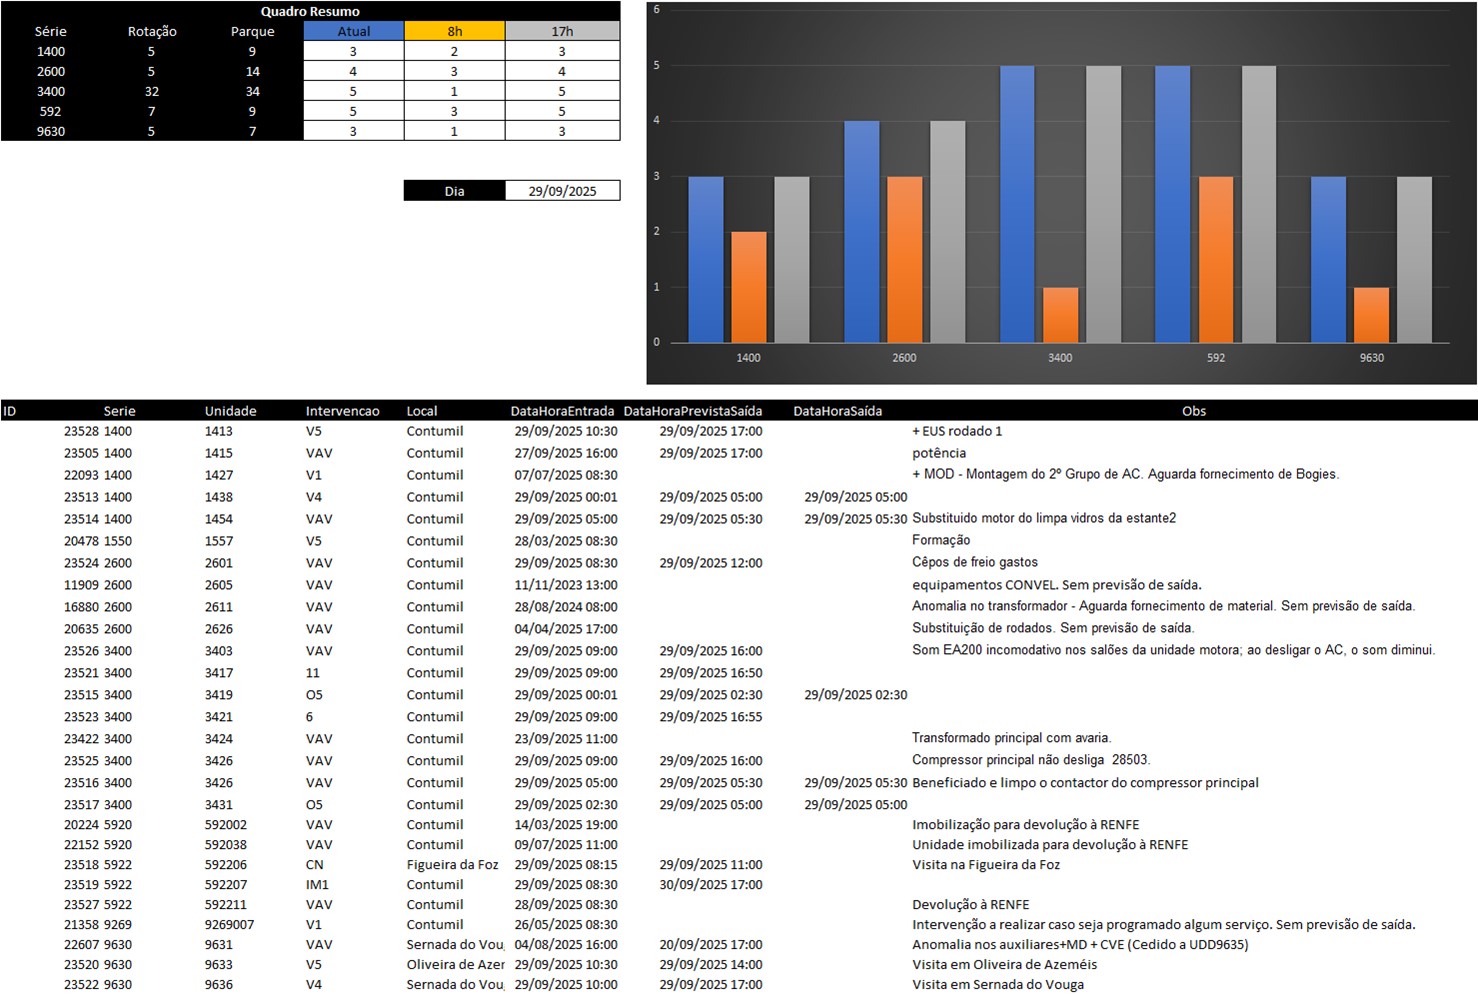 Quadro Resumo
Série Rotação Parque Atual 8h 17h
1400 5 9 3 2 3
2600 5 14 4 3 4
3400 32 34 5 1 5
592 7 9 5 3 5
9630 5 7 3 1 3
Dia 29/09/2025
6
5
4
3
2
1
0
1400 2600 3400 592 9630
ID Serie Unidade Intervencao Local DataHoraEntrada DataHoraPrevistaSaída DataHoraSaída Obs
23528 1400 1413 V5 Contumil 29/09/2025 10:30 29/09/2025 17:00 + EUS rodado 1
23505 1400 1415 VAV Contumil 27/09/2025 16:00 29/09/2025 17:00 potência
22093 1400 1427 V1 Contumil 07/07/2025 08:30 + MOD - Montagem do 2º Grupo de AC. Aguarda fornecimento de Bogies.
23513 1400 1438 V4 Contumil 29/09/2025 00:01 29/09/2025 05:00 29/09/2025 05:00
23514 1400 1454 VAV Contumil 29/09/2025 05:00 29/09/2025 05:30 29/09/2025 05:30 Substituido motor do limpa vidros da estante2
20478 1550 1557 V5 Contumil 28/03/2025 08:30 Formação
23524 2600 2601 VAV Contumil 29/09/2025 08:30 29/09/2025 12:00 Cêpos de freio gastos
11909 2600 2605 VAV Contumil 11/11/2023 13:00 equipamentos CONVEL. Sem previsão de saída.
16880 2600 2611 VAV Contumil 28/08/2024 08:00 Anomalia no transformador - Aguarda fornecimento de material. Sem previsão de saída.
20635 2600 2626 VAV Contumil 04/04/2025 17:00 Substituição de rodados. Sem previsão de saída.
23526 3400 3403 VAV Contumil 29/09/2025 09:00 29/09/2025 16:00 Som EA200 incomodativo nos salões da unidade motora; ao desligar o AC, o som diminui.
23521 3400 3417 11 Contumil 29/09/2025 09:00 29/09/2025 16:50
23515 3400 3419 O5 Contumil 29/09/2025 00:01 29/09/2025 02:30 29/09/2025 02:30
23523 3400 3421 6 Contumil 29/09/2025 09:00 29/09/2025 16:55
23422 3400 3424 VAV Contumil 23/09/2025 11:00 Transformado principal com avaria.
23525 3400 3426 VAV Contumil 29/09/2025 09:00 29/09/2025 16:00 Compressor principal não desliga 28503.
23516 3400 3426 VAV Contumil 29/09/2025 05:00 29/09/2025 05:30 29/09/2025 05:30 Beneficiado e limpo o contactor do compressor principal
23517 3400 3431 O5 Contumil 29/09/2025 02:30 29/09/2025 05:00 29/09/2025 05:00
20224 5920 592002 VAV Contumil 14/03/2025 19:00 Imobilização para devolução à RENFE
22152 5920 592038 VAV Contumil 09/07/2025 11:00 Unidade imobilizada para devolução à RENFE
23518 5922 592206 CN Figueira da Foz 29/09/2025 08:15 29/09/2025 11:00 Visita na Figueira da Foz
23519 5922 592207 IM1 Contumil 29/09/2025 08:30 30/09/2025 17:00
23527 5922 592211 VAV Contumil 28/09/2025 08:30 Devolução à RENFE
21358 9269 9269007 V1 Contumil 26/05/2025 08:30 Intervenção a realizar caso seja programado algum serviço. Sem previsão de saída.
22607 9630 9631 VAV Sernada do Vou 04/08/2025 16:00 20/09/2025 17:00 Anomalia nos auxiliares+MD + CVE (Cedido a UDD9635)
23520 9630 9633 V5 Oliveira de Azer 29/09/2025 10:30 29/09/2025 14:00 Visita em Oliveira de Azeméis
23522 9630 9636 V4 Sernada do Voug 29/09/2025 10:00 29/09/2025 17:00 Visita em Sernada do Vouga